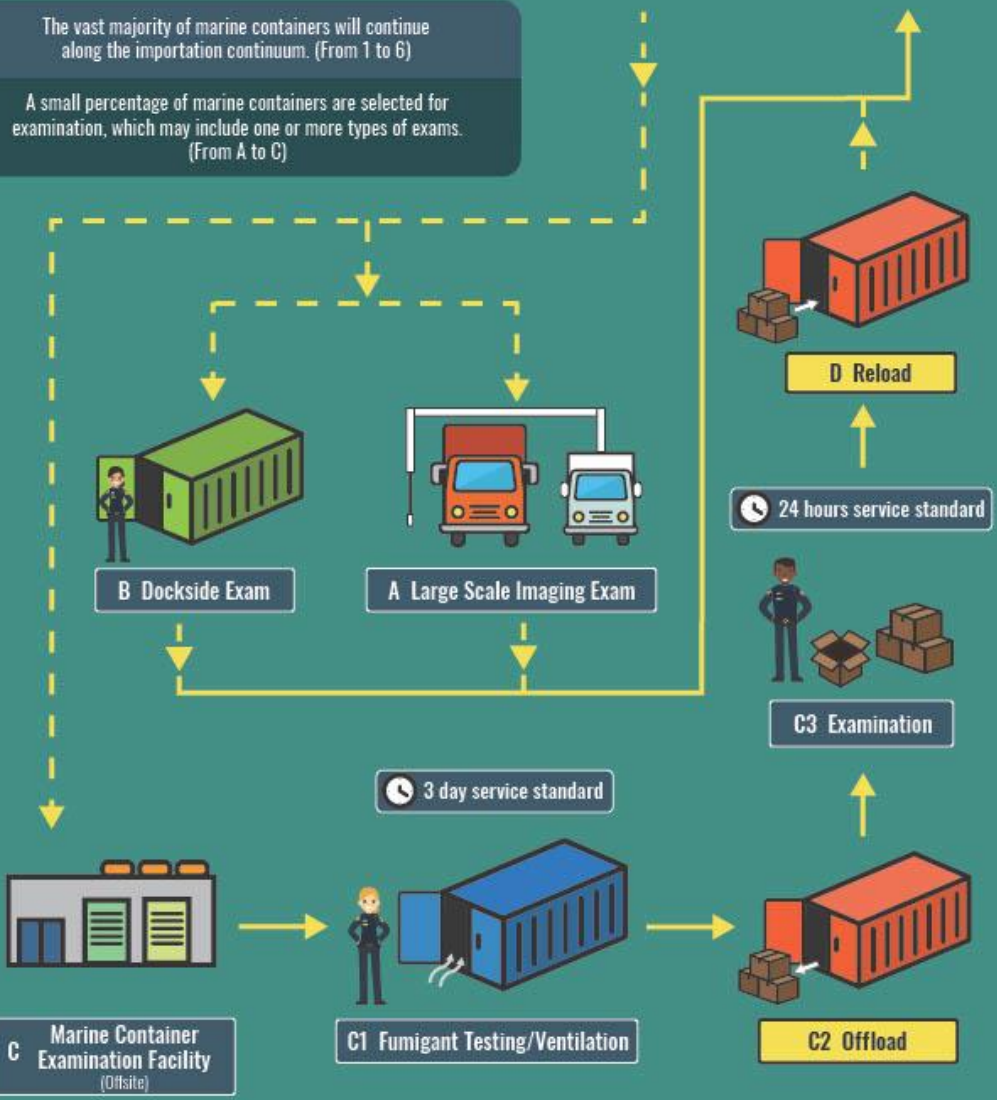 The vast majority of marine containers will continue
along the importation continuum. (From 1 to 6)
A small percentage of marine containers are selected for
examination, which may include one or more types of exams.
(From A to C)
D Reload
24 hours service standard
B Dockside Exam
A Large Scale Imaging Exam
C3 Examination
3 day service standard
C Marine Container
Examination Facility
(Offsite)
C1 Fumigant Testing/Ventilation
C2 Offload